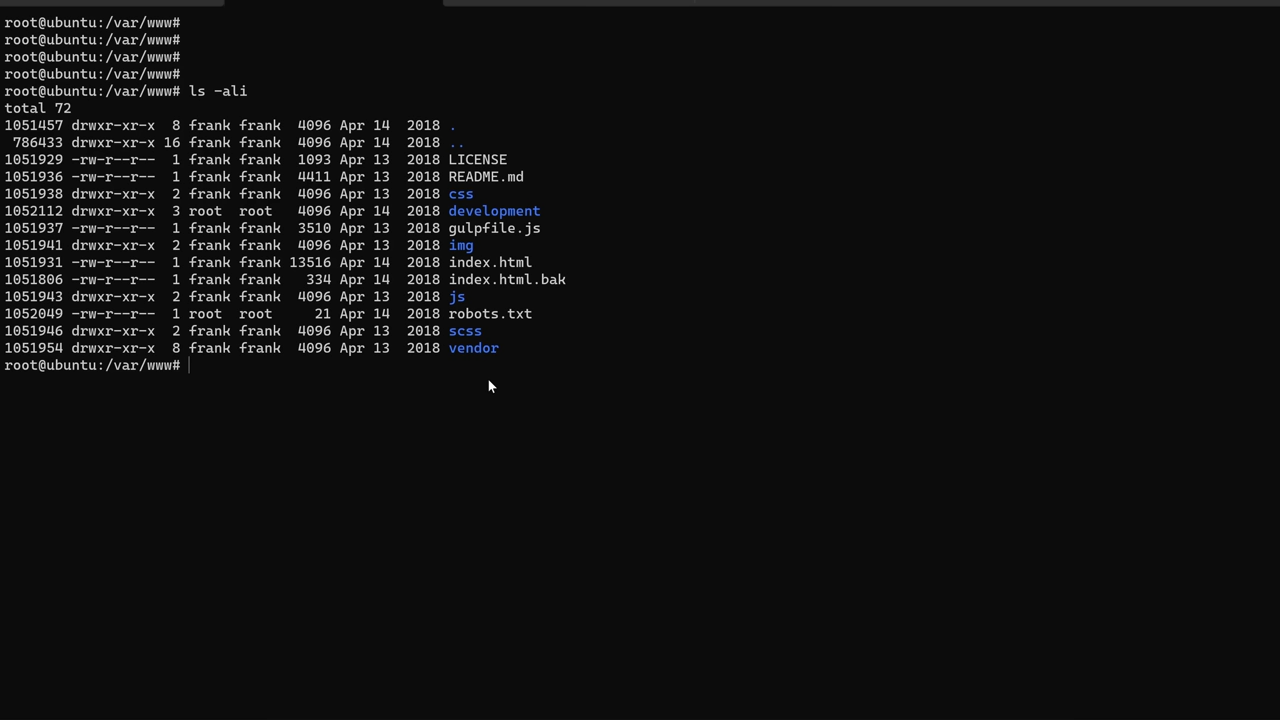 root@ubuntu:/var/www#
root@ubuntu:/var/www#
root@ubuntu:/var/www#
root@ubuntu:/var/www#
root@ubuntu:/var/www# ls -ali
total 72
1051457 drwxr-xr-x  8 frank frank  4096 Apr 14  2018 .
 786433 drwxr-xr-x 16 frank frank  4096 Apr 14  2018 ..
1051929 -rw-r--r--  1 frank frank  1093 Apr 13  2018 LICENSE
1051936 -rw-r--r--  1 frank frank  4411 Apr 13  2018 README.md
1051938 drwxr-xr-x  2 frank frank  4096 Apr 13  2018 css
1052112 drwxr-xr-x  3 root  root   4096 Apr 14  2018 development
1051937 -rw-r--r--  1 frank frank  3510 Apr 13  2018 gulpfile.js
1051941 drwxr-xr-x  2 frank frank  4096 Apr 13  2018 img
1051931 -rw-r--r--  1 frank frank 13516 Apr 14  2018 index.html
1051806 -rw-r--r--  1 frank frank   334 Apr 14  2018 index.html.bak
1051943 drwxr-xr-x  2 frank frank  4096 Apr 13  2018 js
1052049 -rw-r--r--  1 root  root     21 Apr 14  2018 robots.txt
1051946 drwxr-xr-x  2 frank frank  4096 Apr 13  2018 scss
1051954 drwxr-xr-x  8 frank frank  4096 Apr 13  2018 vendor
root@ubuntu:/var/www#